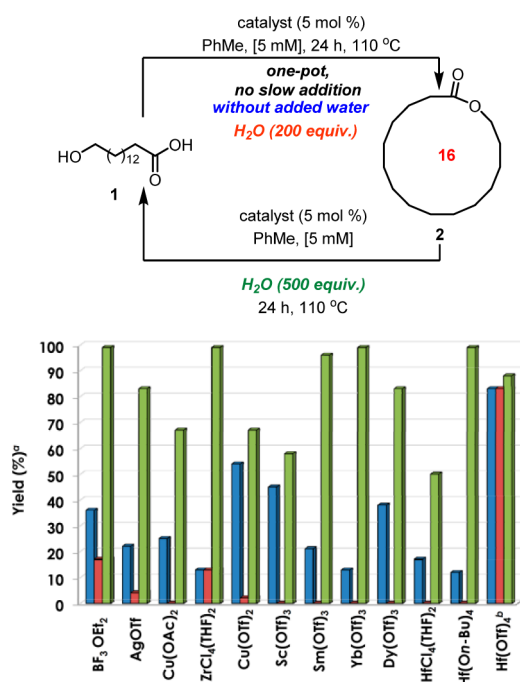 catalyst (5 mol %)
PhMe, [5 mM], 24 h, 110 °C
one-pot,
no slow addition
without added water
H₂O (200 equiv.)
O
O
16
HO
12
OH
O
1
2
catalyst (5 mol %)
PhMe, [5 mM]
H₂O (500 equiv.)
24 h, 110 °C
Yield (%)ᵃ
100
90
80
70
60
50
40
30
20
10
0
BF₃ OEt₂
AgOTf
Cu(OAc)₂
ZrCl₄(THF)₂
Cu(OTf)₂
Sc(OTf)₃
Sm(OTf)₃
Yb(OTf)₃
Dy(OTf)₃
HfCl₄(THF)₂
Hf(On-Bu)₄
Hf(OTf)₄ᵇ